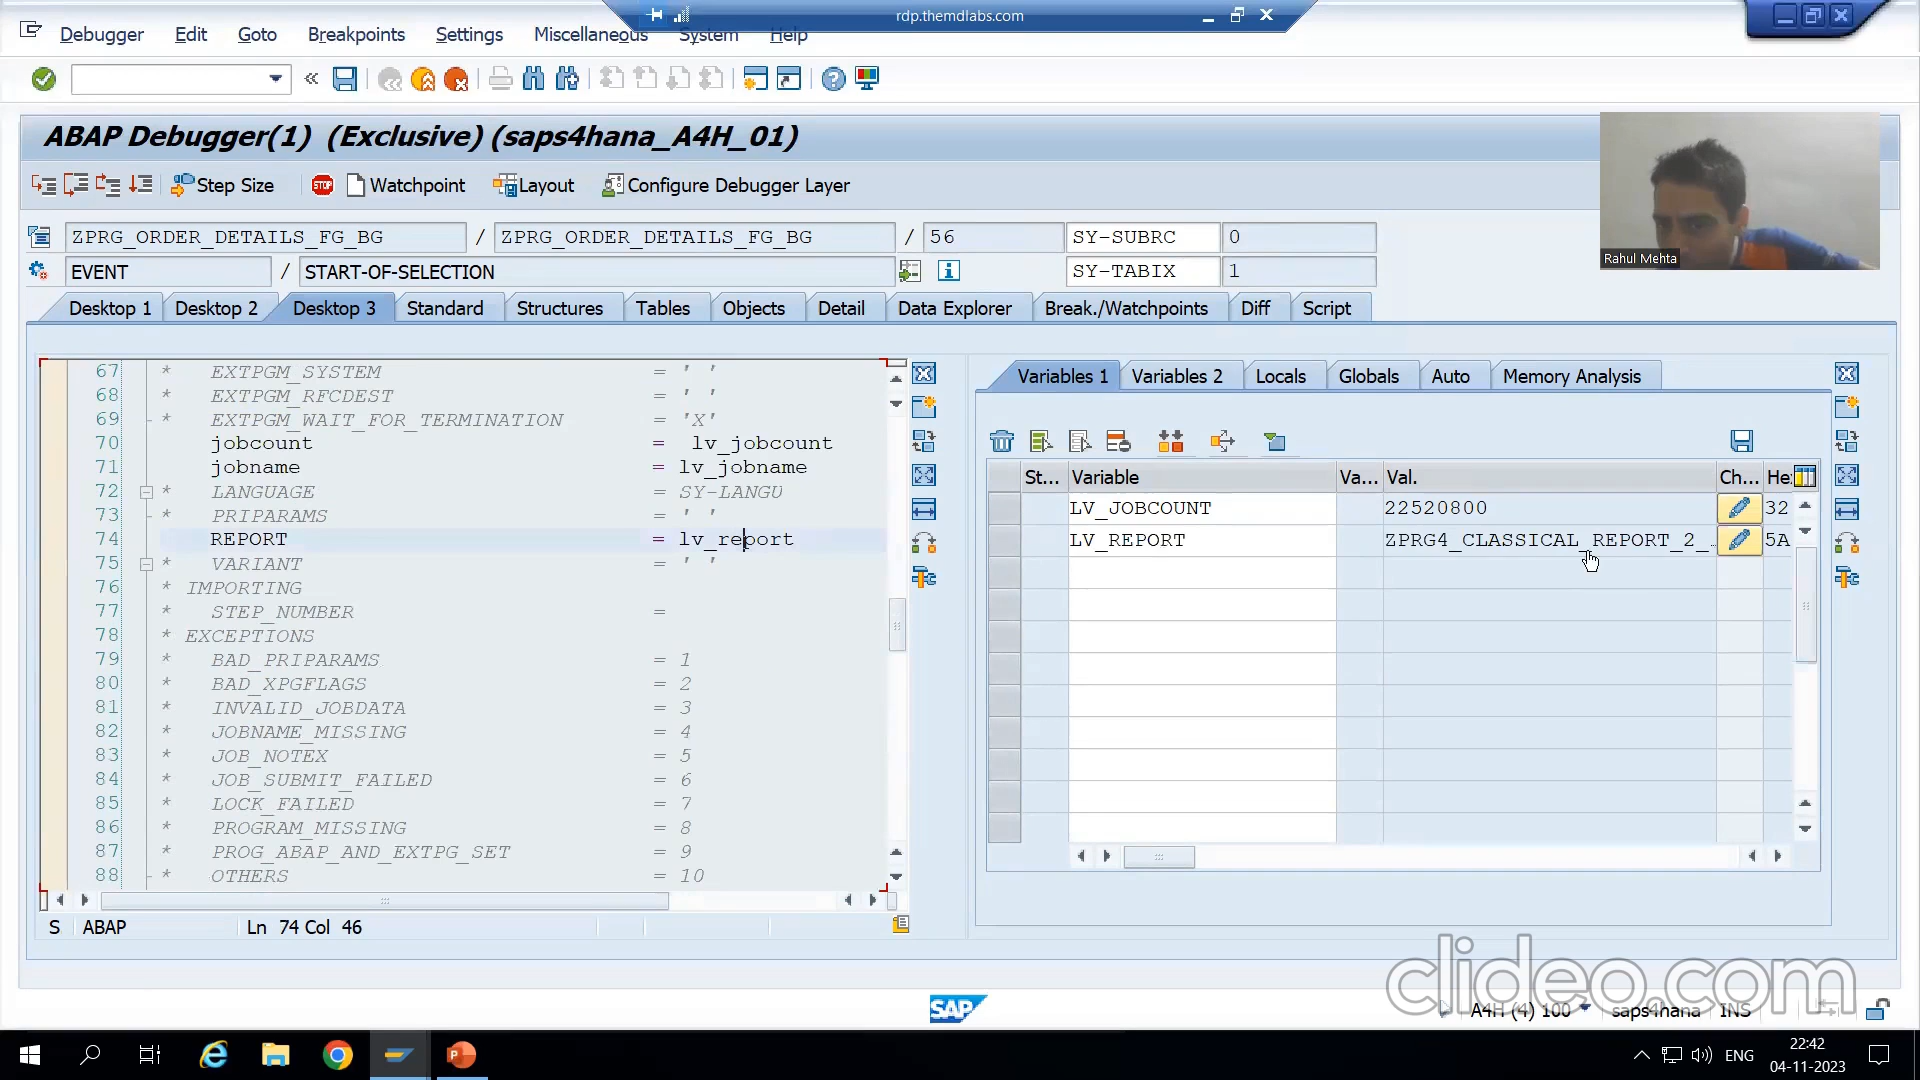 rdp.themdlabs.com
Debugger Edit Goto Breakpoints Settings Miscellaneous System Help
ABAP Debugger(1) (Exclusive) (saps4hana_A4H_01)
Step Size STOP Watchpoint Layout Configure Debugger Layer
ZPRG_ORDER_DETAILS_FG_BG / ZPRG_ORDER_DETAILS_FG_BG / 56 SY-SUBRC 0
EVENT / START-OF-SELECTION SY-TABIX 1
Rahul Mehta
Desktop 1 Desktop 2 Desktop 3 Standard Structures Tables Objects Detail Data Explorer Break./Watchpoints Diff Script
67 * EXTPGM_SYSTEM = ' '
68 * EXTPGM_RFCDEST = ' '
69 * EXTPGM_WAIT_FOR_TERMINATION = 'X'
70 jobcount = lv_jobcount
71 jobname = lv_jobname
72 * LANGUAGE = SY-LANGU
73 * PRIPARAMS = ' '
74 REPORT = lv_report
75 * VARIANT = ' '
76 * IMPORTING
77 * STEP_NUMBER =
78 * EXCEPTIONS
79 * BAD_PRIPARAMS = 1
80 * BAD_XPGFLAGS = 2
81 * INVALID_JOBDATA = 3
82 * JOBNAME_MISSING = 4
83 * JOB_NOTEX = 5
84 * JOB_SUBMIT_FAILED = 6
85 * LOCK_FAILED = 7
86 * PROGRAM_MISSING = 8
87 * PROG_ABAP_AND_EXTPG_SET = 9
88 * OTHERS = 10
S ABAP Ln 74 Col 46
Variables 1 Variables 2 Locals Globals Auto Memory Analysis
St... Variable Va... Val. Ch... He
LV_JOBCOUNT 22520800 32
LV_REPORT ZPRG4_CLASSICAL_REPORT_2_... 5A
clideo.com
SAP
A4H (4) 100 saps4hana INS
ENG
22:42
04-11-2023